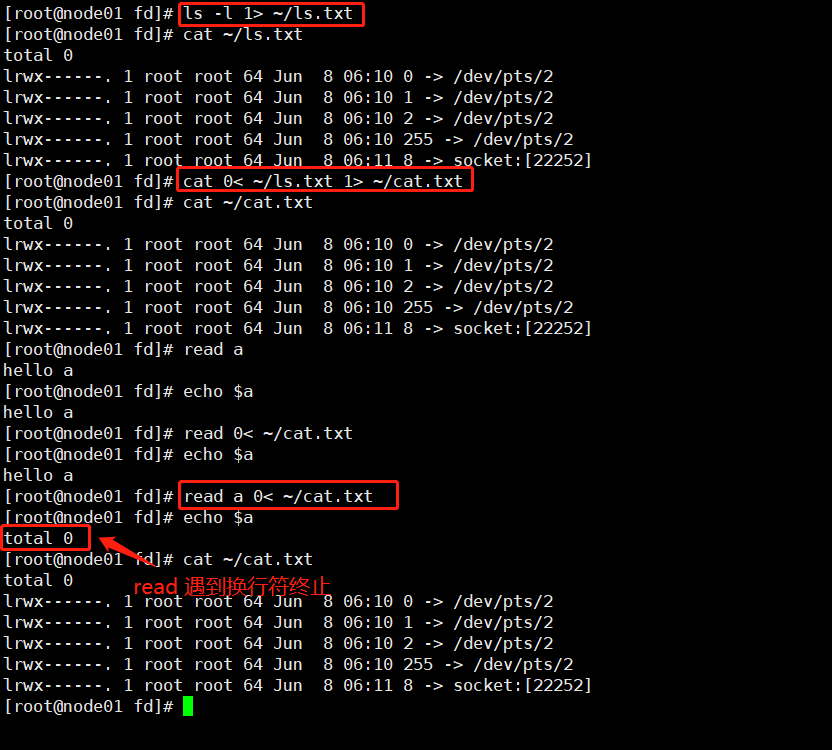 [root@node01 fd]# ls -l 1> ~/ls.txt
[root@node01 fd]# cat ~/ls.txt
total 0
lrwx------. 1 root root 64 Jun  8 06:10 0 -> /dev/pts/2
lrwx------. 1 root root 64 Jun  8 06:10 1 -> /dev/pts/2
lrwx------. 1 root root 64 Jun  8 06:10 2 -> /dev/pts/2
lrwx------. 1 root root 64 Jun  8 06:10 255 -> /dev/pts/2
lrwx------. 1 root root 64 Jun  8 06:11 8 -> socket:[22252]
[root@node01 fd]# cat 0< ~/ls.txt 1> ~/cat.txt
[root@node01 fd]# cat ~/cat.txt
total 0
lrwx------. 1 root root 64 Jun  8 06:10 0 -> /dev/pts/2
lrwx------. 1 root root 64 Jun  8 06:10 1 -> /dev/pts/2
lrwx------. 1 root root 64 Jun  8 06:10 2 -> /dev/pts/2
lrwx------. 1 root root 64 Jun  8 06:10 255 -> /dev/pts/2
lrwx------. 1 root root 64 Jun  8 06:11 8 -> socket:[22252]
[root@node01 fd]# read a
hello a
[root@node01 fd]# echo $a
hello a
[root@node01 fd]# read 0< ~/cat.txt
[root@node01 fd]# echo $a
hello a
[root@node01 fd]# read a 0< ~/cat.txt
[root@node01 fd]# echo $a
total 0
[root@node01 fd]# cat ~/cat.txt
total 0
read 遇到换行符终止
lrwx------. 1 root root 64 Jun  8 06:10 0 -> /dev/pts/2
lrwx------. 1 root root 64 Jun  8 06:10 1 -> /dev/pts/2
lrwx------. 1 root root 64 Jun  8 06:10 2 -> /dev/pts/2
lrwx------. 1 root root 64 Jun  8 06:10 255 -> /dev/pts/2
lrwx------. 1 root root 64 Jun  8 06:11 8 -> socket:[22252]
[root@node01 fd]#